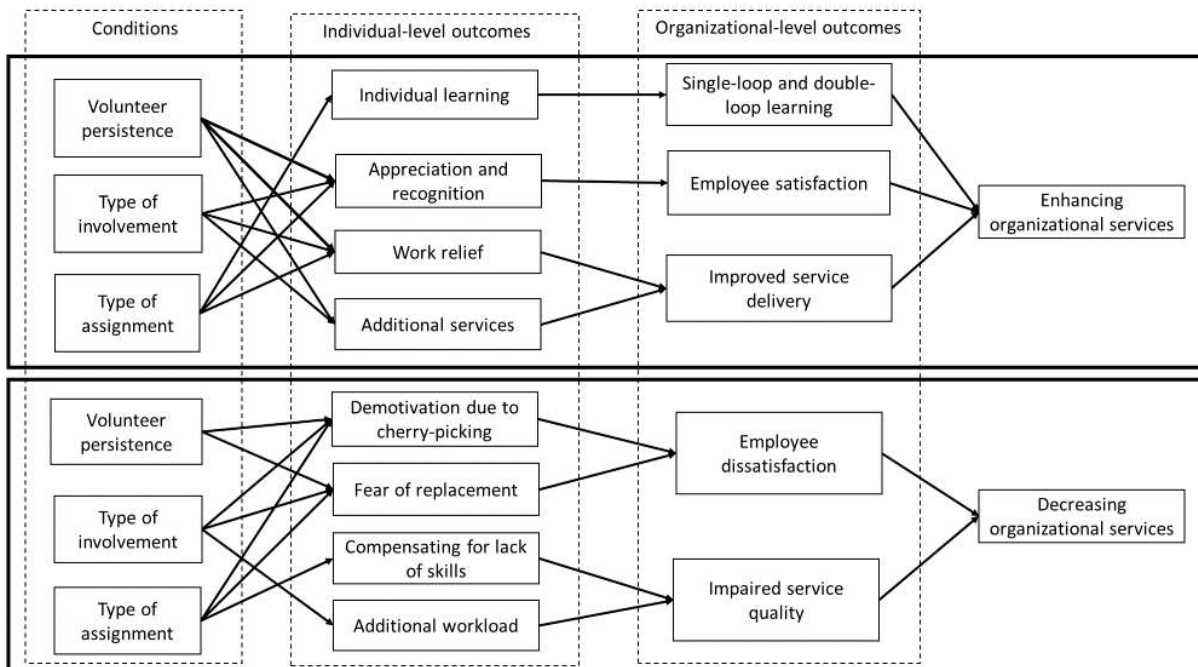 Conditions
Individual-level outcomes
Organizational-level outcomes
Volunteer
persistence
Type of
involvement
Type of
assignment
Individual learning
Appreciation and
recognition
Work relief
Additional services
Single-loop and double-
loop learning
Employee satisfaction
Improved service
delivery
Enhancing
organizational services
Volunteer
persistence
Type of
involvement
Type of
assignment
Demotivation due to
cherry-picking
Fear of replacement
Compensating for lack
of skills
Additional workload
Employee
dissatisfaction
Impaired service
quality
Decreasing
organizational services